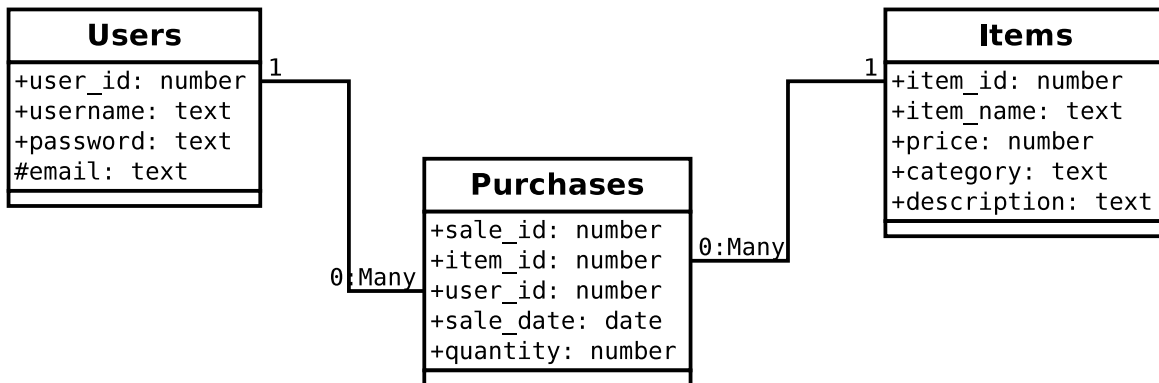 Users
+user_id: number
+username: text
+password: text
#email: text
1
0:Many
Purchases
+sale_id: number
+item_id: number
+user_id: number
+sale_date: date
+quantity: number
0:Many
1
Items
+item_id: number
+item_name: text
+price: number
+category: text
+description: text